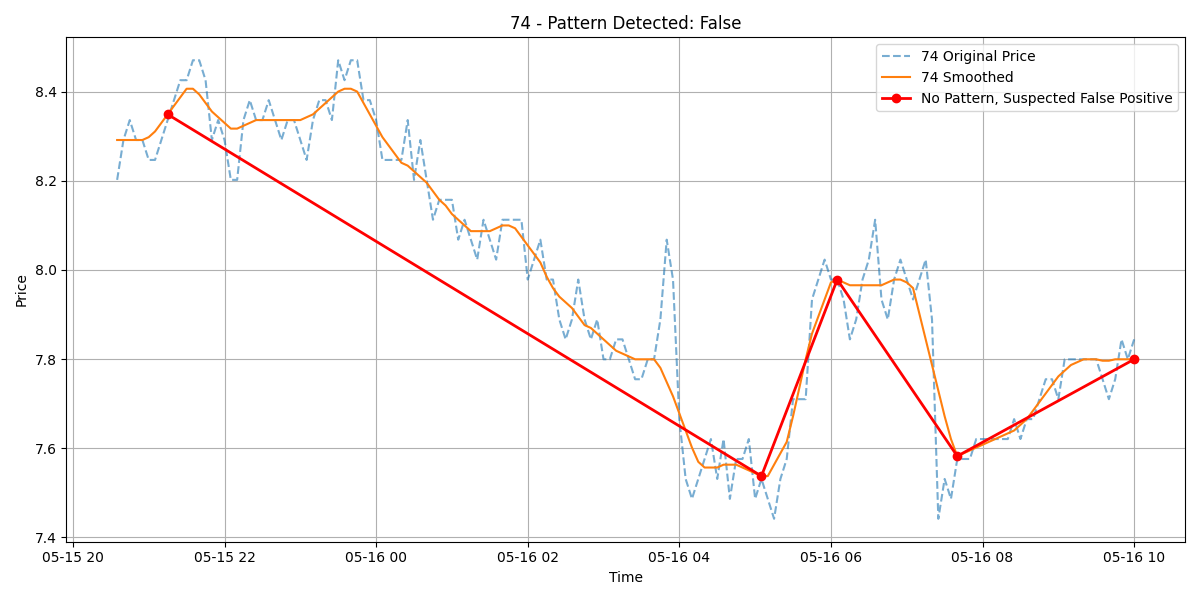 74 - Pattern Detected: False
74 Original Price
74 Smoothed
No Pattern, Suspected False Positive
Price
8.4
8.2
8.0
7.8
7.6
7.4
05-15 20
05-15 22
05-16 00
05-16 02
05-16 04
05-16 06
05-16 08
05-16 10
Time